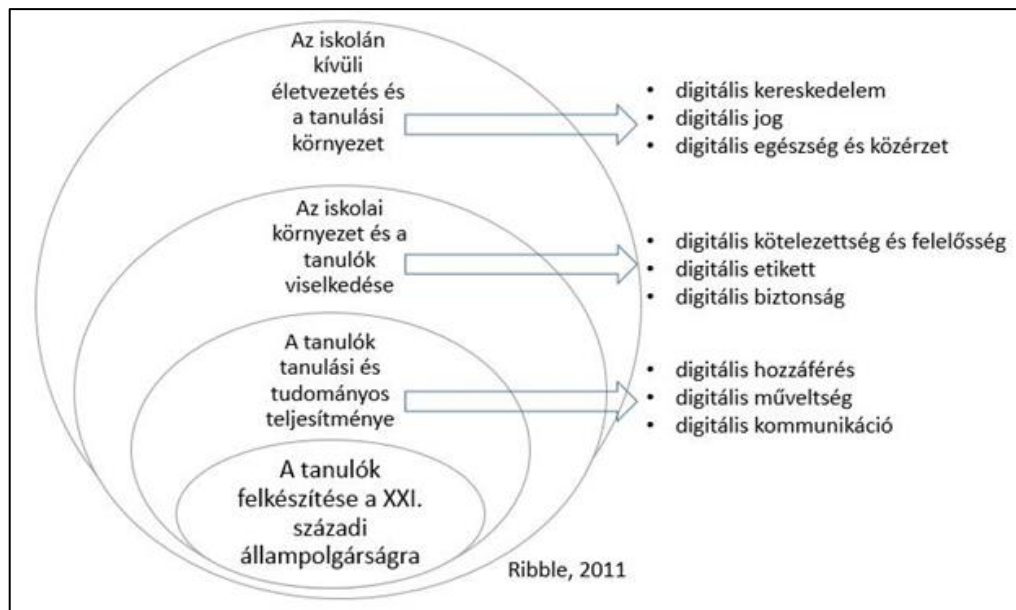 Az iskolán
kívüli
életvezetés és
a tanulási
környezet
• digitális kereskedelem
• digitális jog
• digitális egészség és közérzet
Az iskolai
környezet és a
tanulók
viselkedése
• digitális kötelezettség és felelősség
• digitális etikett
• digitális biztonság
A tanulók
tanulási és
tudományos
teljesítménye
• digitális hozzáférés
• digitális műveltség
• digitális kommunikáció
A tanulók
felkészítése a XXI.
századi
állampolgárságra
Ribble, 2011